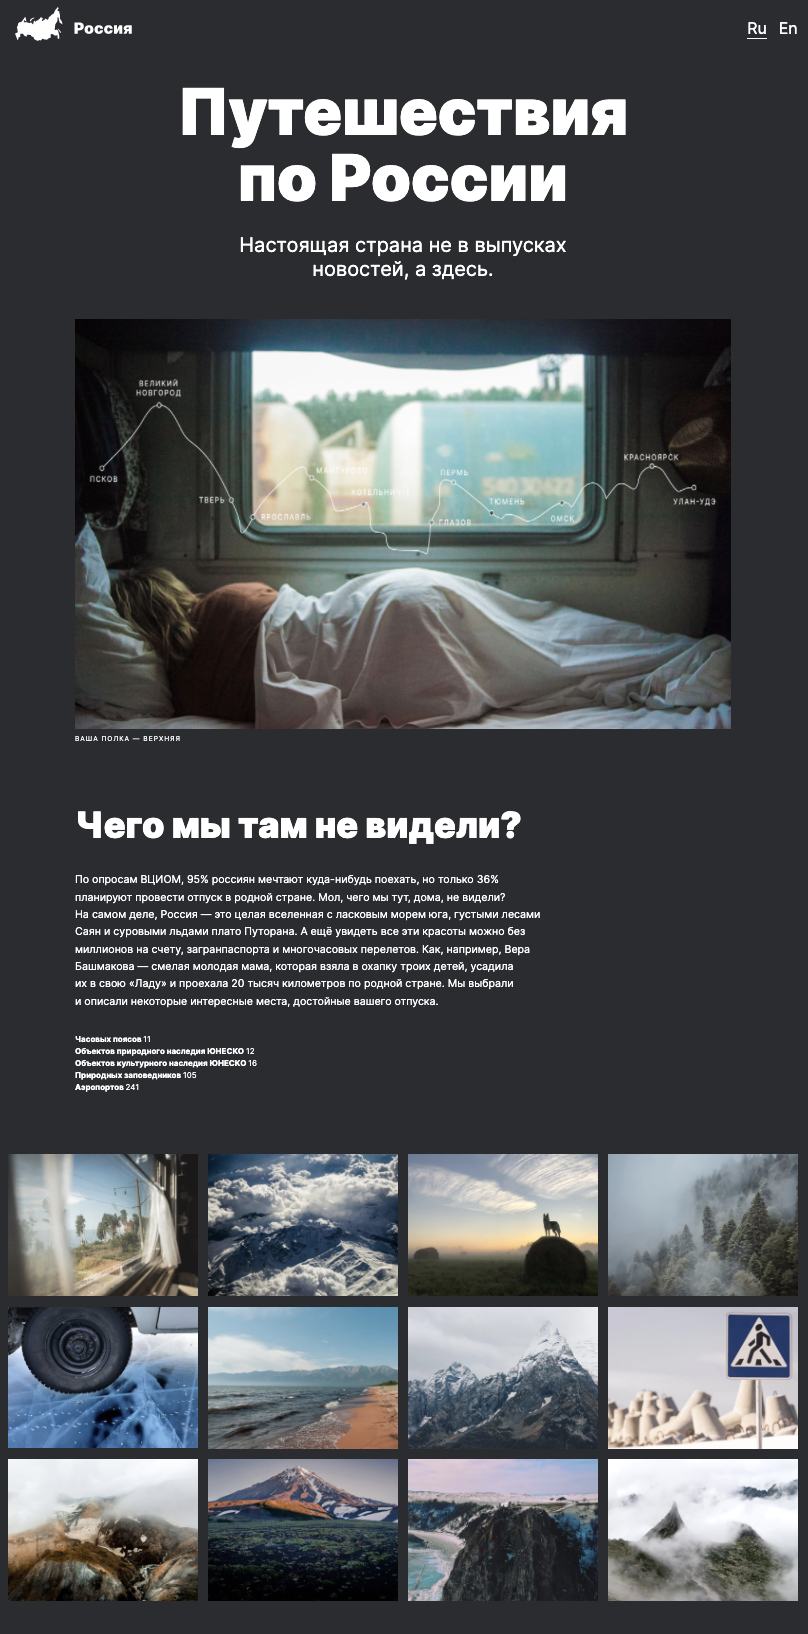 Россия
Ru En
Путешествия
по России
Настоящая страна не в выпусках
новостей, а здесь.
ВЕЛИКИЙ
НОВГОРОД
ПСКОВ
ТВЕРЬ
ЯРОСЛАВЛЬ
МАНТУРОВО
КОТЕЛЬНИЧ
ПЕРМЬ
ГЛАЗОВ
ТЮМЕНЬ
ОМСК
КРАСНОЯРСК
УЛАН-УДЭ
ВАША ПОЛКА — ВЕРХНЯЯ
Чего мы там не видели?
По опросам ВЦИОМ, 95% россиян мечтают куда-нибудь поехать, но только 36%
планируют провести отпуск в родной стране. Мол, чего мы тут, дома, не видели?
На самом деле, Россия — это целая вселенная с ласковым морем юга, густыми лесами
Саян и суровыми льдами плато Путорана. А ещё увидеть все эти красоты можно без
миллионов на счету, загранпаспорта и многочасовых перелетов. Как, например, Вера
Башмакова — смелая молодая мама, которая взяла в охапку троих детей, усадила
их в свою «Ладу» и проехала 20 тысяч километров по родной стране. Мы выбрали
и описали некоторые интересные места, достойные вашего отпуска.
Часовых поясов 11
Объектов природного наследия ЮНЕСКО 12
Объектов культурного наследия ЮНЕСКО 16
Природных заповедников 105
Аэропортов 241